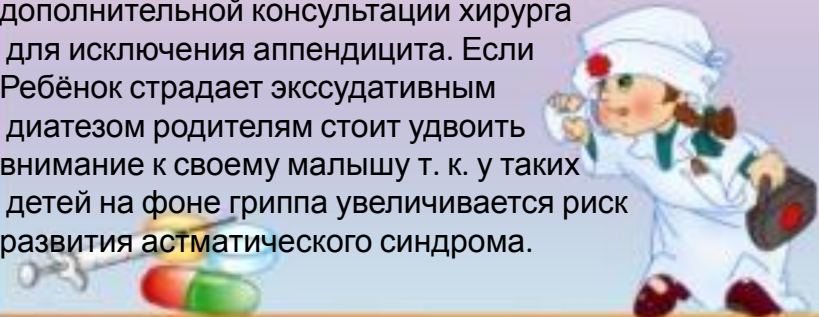 дополнительной консультации хирурга
для исключения аппендицита. Если
Ребёнок страдает экссудативным
диатезом родителям стоит удвоить
внимание к своему малышу т. к. у таких
детей на фоне гриппа увеличивается риск
развития астматического синдрома.